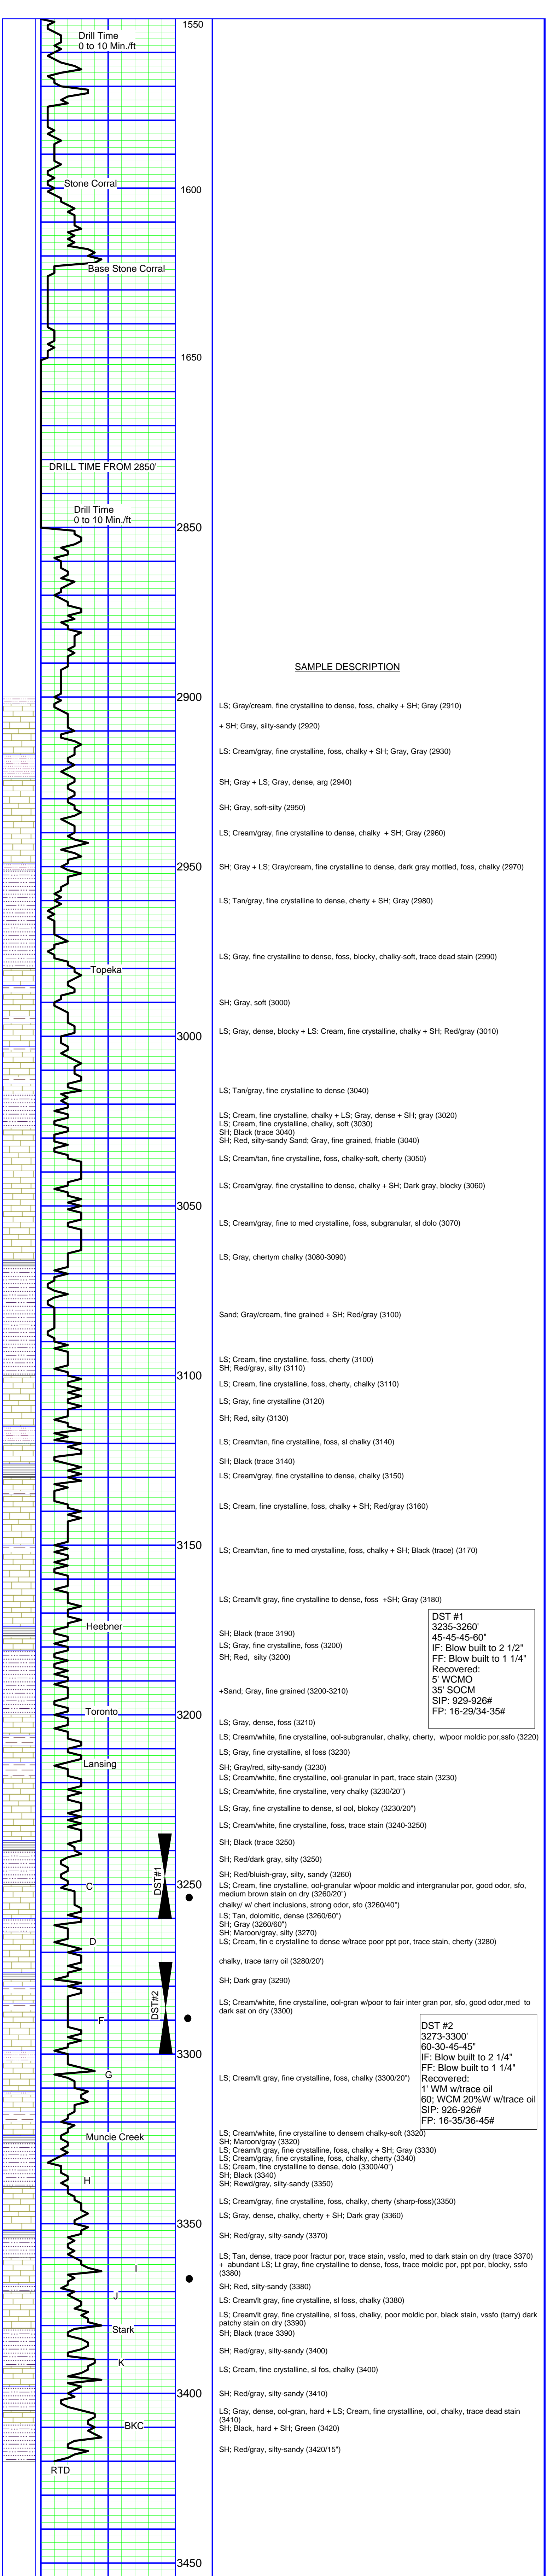 1550
Drill Time
0 to 10 Min./ft
Stone Corral
1600
Base Stone Corral
1650
DRILL TIME FROM 2850'
Drill Time
0 to 10 Min./ft
2850
SAMPLE DESCRIPTION
2900
LS; Gray/cream, fine crystalline to dense, foss, chalky + SH; Gray (2910)
+ SH; Gray, silty-sandy (2920)
LS: Cream/gray, fine crystalline, foss, chalky + SH; Gray, Gray (2930)
SH; Gray + LS; Gray, dense, arg (2940)
SH; Gray, soft-silty (2950)
LS; Cream/gray, fine crystalline to dense, chalky + SH; Gray (2960)
2950
SH; Gray + LS; Gray/cream, fine crystalline to dense, dark gray mottled, foss, chalky (2970)
LS; Tan/gray, fine crystalline to dense, cherty + SH; Gray (2980)
LS; Gray, fine crystalline to dense, foss, blocky, chalky-soft, trace dead stain (2990)
Topeka
SH; Gray, soft (3000)
3000
LS; Gray, dense, blocky + LS: Cream, fine crystalline, chalky + SH; Red/gray (3010)
LS; Tan/gray, fine crystalline to dense (3040)
LS; Cream, fine crystalline, chalky + LS; Gray, dense + SH; gray (3020)
LS; Cream, fine crystalline, chalky, soft (3030)
SH; Black (trace 3040)
SH; Red, silty-sandy Sand; Gray, fine grained, friable (3040)
LS; Cream/tan, fine crystalline, foss, chalky-soft, cherty (3050)
LS; Cream/gray, fine crystalline to dense, chalky + SH; Dark gray, blocky (3060)
3050
LS; Cream/gray, fine to med crystalline, foss, subgranular, sl dolo (3070)
LS; Gray, chertym chalky (3080-3090)
Sand; Gray/cream, fine grained + SH; Red/gray (3100)
LS; Cream, fine crystalline, foss, cherty (3100)
SH; Red/gray, silty (3110)
3100
LS; Cream, fine crystalline, foss, cherty, chalky (3110)
LS; Gray, fine crystalline (3120)
SH; Red, silty (3130)
LS; Cream/tan, fine crystalline, foss, sl chalky (3140)
SH; Black (trace 3140)
LS; Cream/gray, fine crystalline to dense, chalky (3150)
LS; Cream, fine crystalline, foss, chalky + SH; Red/gray (3160)
3150
LS; Cream/tan, fine to med crystalline, foss, chalky + SH; Black (trace) (3170)
LS; Cream/lt gray, fine crystalline to dense, foss +SH; Gray (3180)
DST #1
3235-3260'
45-45-45-60"
IF: Blow built to 2 1/2"
FF: Blow built to 1 1/4"
Recovered:
5' WCMO
35' SOCM
SIP: 929-926#
FP: 16-29/34-35#
Heebner
SH; Black (trace 3190)
LS; Gray, fine crystalline, foss (3200)
SH; Red, silty (3200)
+Sand; Gray, fine grained (3200-3210)
Toronto
3200
LS; Gray, dense, foss (3210)
LS; Cream/white, fine crystalline, ool-subgranular, chalky, cherty, w/poor moldic por,ssfo (3220)
LS; Gray, fine crystalline, sl foss (3230)
Lansing
SH; Gray/red, silty-sandy (3230)
LS; Cream/white, fine crystalline, ool-granular in part, trace stain (3230)
LS; Cream/white, fine crystalline, very chalky (3230/20")
LS; Gray, fine crystalline to dense, sl ool, blokcy (3230/20")
LS; Cream/white, fine crystalline, foss, trace stain (3240-3250)
SH; Black (trace 3250)
SH; Red/dark gray, silty (3250)
SH; Red/bluish-gray, silty, sandy (3260)
DST#1
C
3250
LS; Cream, fine crystalline, ool-granular w/poor moldic and intergranular por, good odor, sfo,
medium brown stain on dry (3260/20")
chalky/ w/ chert inclusions, strong odor, sfo (3260/40")
LS; Tan, dolomitic, dense (3260/60")
SH; Gray (3260/60")
SH; Maroon/gray, silty (3270)
D
LS; Cream, fin e crystalline to dense w/trace poor ppt por, trace stain, cherty (3280)
chalky, trace tarry oil (3280/20')
SH; Dark gray (3290)
DST#2
LS; Cream/white, fine crystalline, ool-gran w/poor to fair inter gran por, sfo, good odor,med to
dark sat on dry (3300)
F
DST #2
3273-3300'
60-30-45-45"
IF: Blow built to 2 1/4"
FF: Blow built to 1 1/4"
Recovered:
1' WM w/trace oil
60; WCM 20%W w/trace oil
SIP: 926-926#
FP: 16-35/36-45#
3300
G
LS; Cream/lt gray, fine crystalline, foss, chalky (3300/20")
Muncie Creek
LS; Cream/white, fine crystalline to densem chalky-soft (3320)
SH; Maroon/gray (3320)
LS; Cream/lt gray, fine crystalline, foss, chalky + SH; Gray (3330)
LS; Cream/gray, fine crystalline, foss, chalky, cherty (3340)
LS; Cream, fine crystalline to dense, dolo (3300/40")
SH; Black (3340)
H
SH; Rewd/gray, silty-sandy (3350)
LS; Cream/gray, fine crystalline, foss, chalky, cherty (sharp-foss)(3350)
LS; Gray, dense, chalky, cherty + SH; Dark gray (3360)
3350
SH; Red/gray, silty-sandy (3370)
LS; Tan, dense, trace poor fractur por, trace stain, vssfo, med to dark stain on dry (trace 3370)
+ abundant LS; Lt gray, fine crystalline to dense, foss, trace moldic por, ppt por, blocky, ssfo
(3380)
I
SH; Red, silty-sandy (3380)
J
LS: Cream/lt gray, fine crystalline, sl foss, chalky (3380)
LS; Cream/lt gray, fine crystalline, sl foss, chalky, poor moldic por, black stain, vssfo (tarry) dark
patchy stain on dry (3390)
Stark
SH; Black (trace 3390)
SH; Red/gray, silty-sandy (3400)
K
LS; Cream, fine crystalline, sl fos, chalky (3400)
3400
SH; Red/gray, silty-sandy (3410)
LS; Gray, dense, ool-gran, hard + LS; Cream, fine crystalline, ool, chalky, trace dead stain
(3410)
BKC
SH; Black, hard + SH; Green (3420)
SH; Red/gray, silty-sandy (3420/15")
RTD
3450